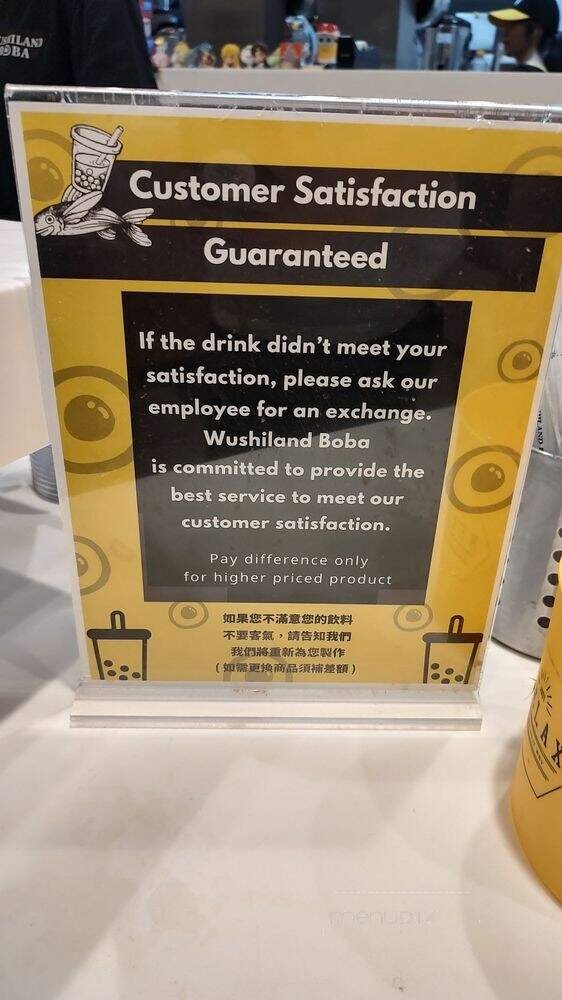 BOBA
Customer Satisfaction
Guaranteed
If the drink didn't meet your
satisfaction, please ask our
employee for an exchange.
Wushiland Boba
is committed to provide the
best service to meet our
customer satisfaction.
Pay difference only
for higher priced product
如果您不滿意您的飲料
不要客氣，請告知我們
我們將重新為您製作
(如需更換商品須補差額)
LAX
menupix